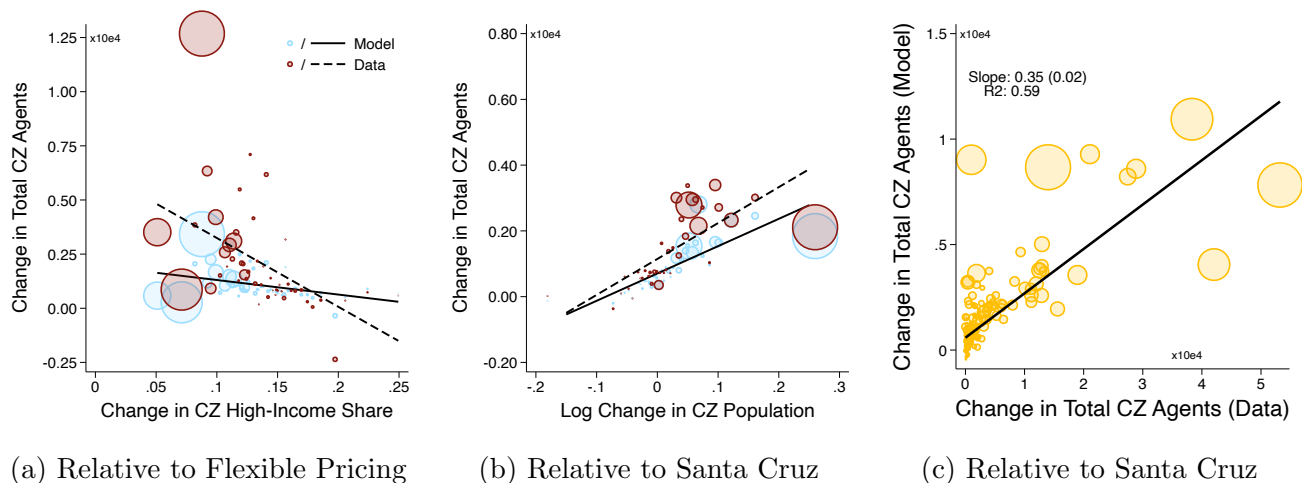 Change in Total CZ Agents
x10e4
1.25
1.00
0.75
0.50
0.25
0.00
-0.25
/ Model
/ Data
0
.05
.1
.15
.2
.25
Change in CZ High-Income Share
(a) Relative to Flexible Pricing
Change in Total CZ Agents
x10e4
0.80
0.60
0.40
0.20
0.00
-0.20
-0.2
-.1
0
.1
.2
.3
Log Change in CZ Population
(b) Relative to Santa Cruz
Change in Total CZ Agents (Model)
x10e4
1.5
1
.5
0
Slope: 0.35 (0.02)
R2: 0.59
x10e4
0
1
2
3
4
5
Change in Total CZ Agents (Data)
(c) Relative to Santa Cruz